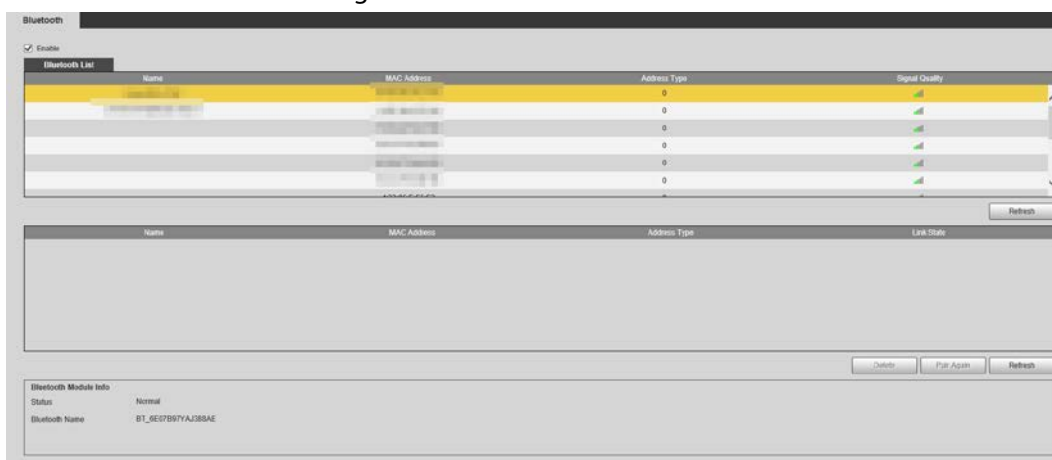 Bluetooth
Enable
Bluetooth List
Name MAC Address Address Type Signal Quality
0
0
0
0
0
0
Refresh
Name MAC Address Address Type Link State
Delete Pair Again Refresh
Bluetooth Module Info
Status Normal
Bluetooth Name BT_6E07B97YAJ388AE